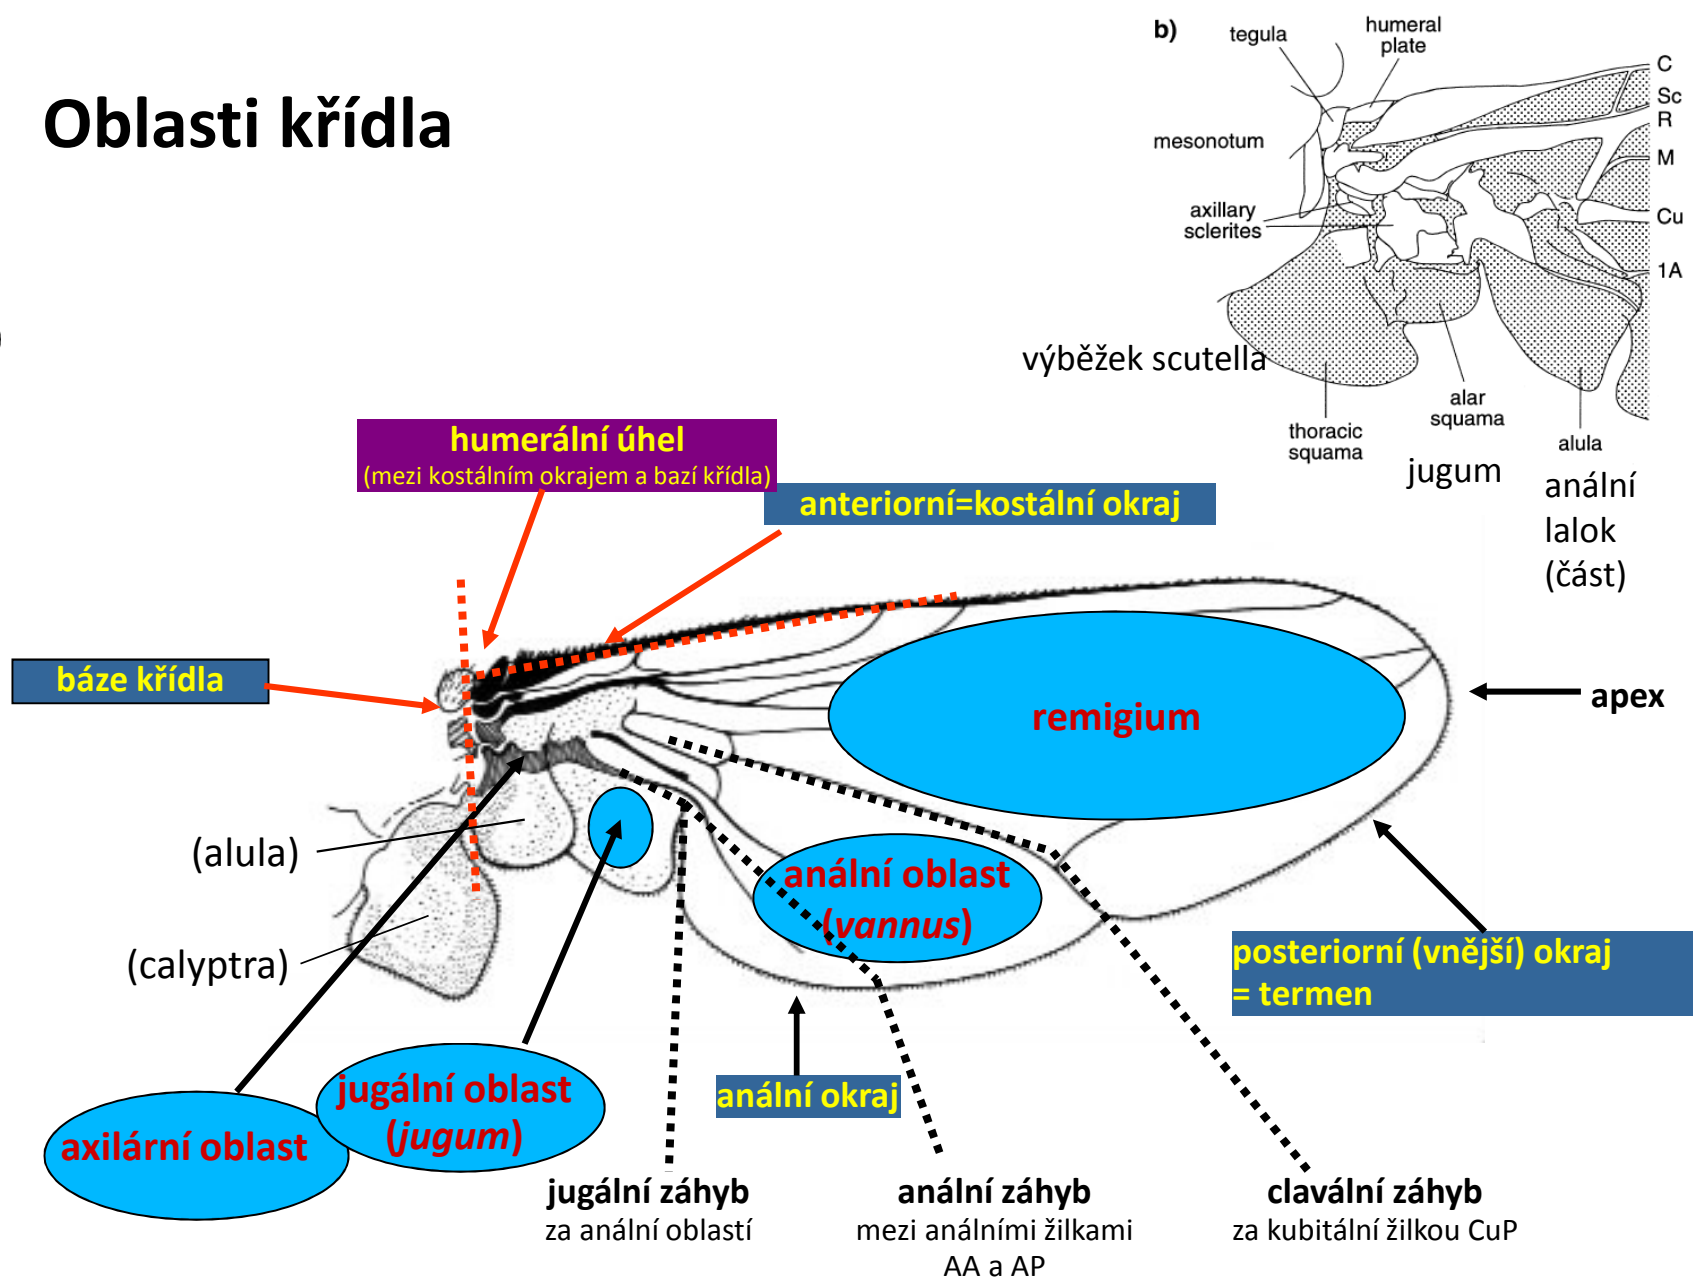 Oblasti křídla
b)
tegula
humeral
plate
C
Sc
R
M
Cu
1A
mesonotum
axillary
sclerites
výběžek scutella
thoracic
squama
alar
squama
alula
jugum
anální
lalok
(část)
humerální úhel
(mezi kostálním okrajem a bazí křídla)
anteriorní=kostální okraj
báze křídla
remigium
apex
(alula)
(calyptra)
anální oblast
(vannus)
posteriorní (vnější) okraj
= termen
anální okraj
jugální oblast
(jugum)
axilární oblast
jugální záhyb
za anální oblastí
anální záhyb
mezi análními žilkami
AA a AP
clavální záhyb
za kubitální žilkou CuP